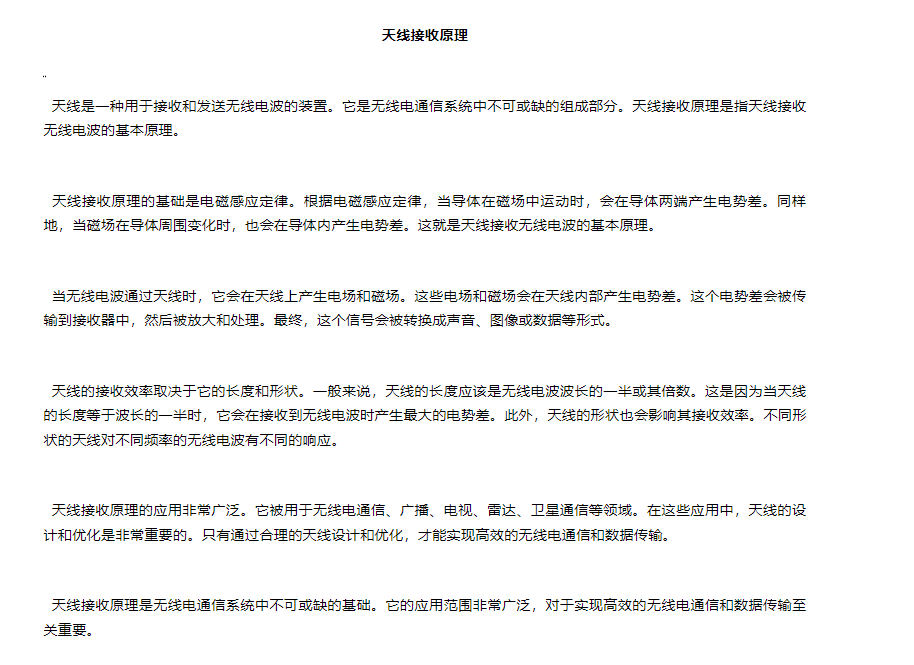 天线接收原理
"
天线是一种用于接收和发送无线电波的装置。它是无线电通信系统中不可或缺的组成部分。天线接收原理是指天线接收
无线电波的基本原理。
天线接收原理的基础是电磁感应定律。根据电磁感应定律，当导体在磁场中运动时，会在导体两端产生电势差。同样
地，当磁场在导体周围变化时，也会在导体内产生电势差。这就是天线接收无线电波的基本原理。
当无线电波通过天线时，它会在天线上产生电场和磁场。这些电场和磁场会在天线内部产生电势差。这个电势差会被传
输到接收器中，然后被放大和处理。最终，这个信号会被转换成声音、图像或数据等形式。
天线的接收效率取决于它的长度和形状。一般来说，天线的长度应该是无线电波波长的一半或其倍数。这是因为当天线
的长度等于波长的一半时，它会在接收到无线电波时产生最大的电势差。此外，天线的形状也会影响其接收效率。不同形
状的天线对不同频率的无线电波有不同的响应。
天线接收原理的应用非常广泛。它被用于无线电通信、广播、电视、雷达、卫星通信等领域。在这些应用中，天线的设
计和优化是非常重要的。只有通过合理的天线设计和优化，才能实现高效的无线电通信和数据传输。
天线接收原理是无线电通信系统中不可或缺的基础。它的应用范围非常广泛，对于实现高效的无线电通信和数据传输至
关重要。